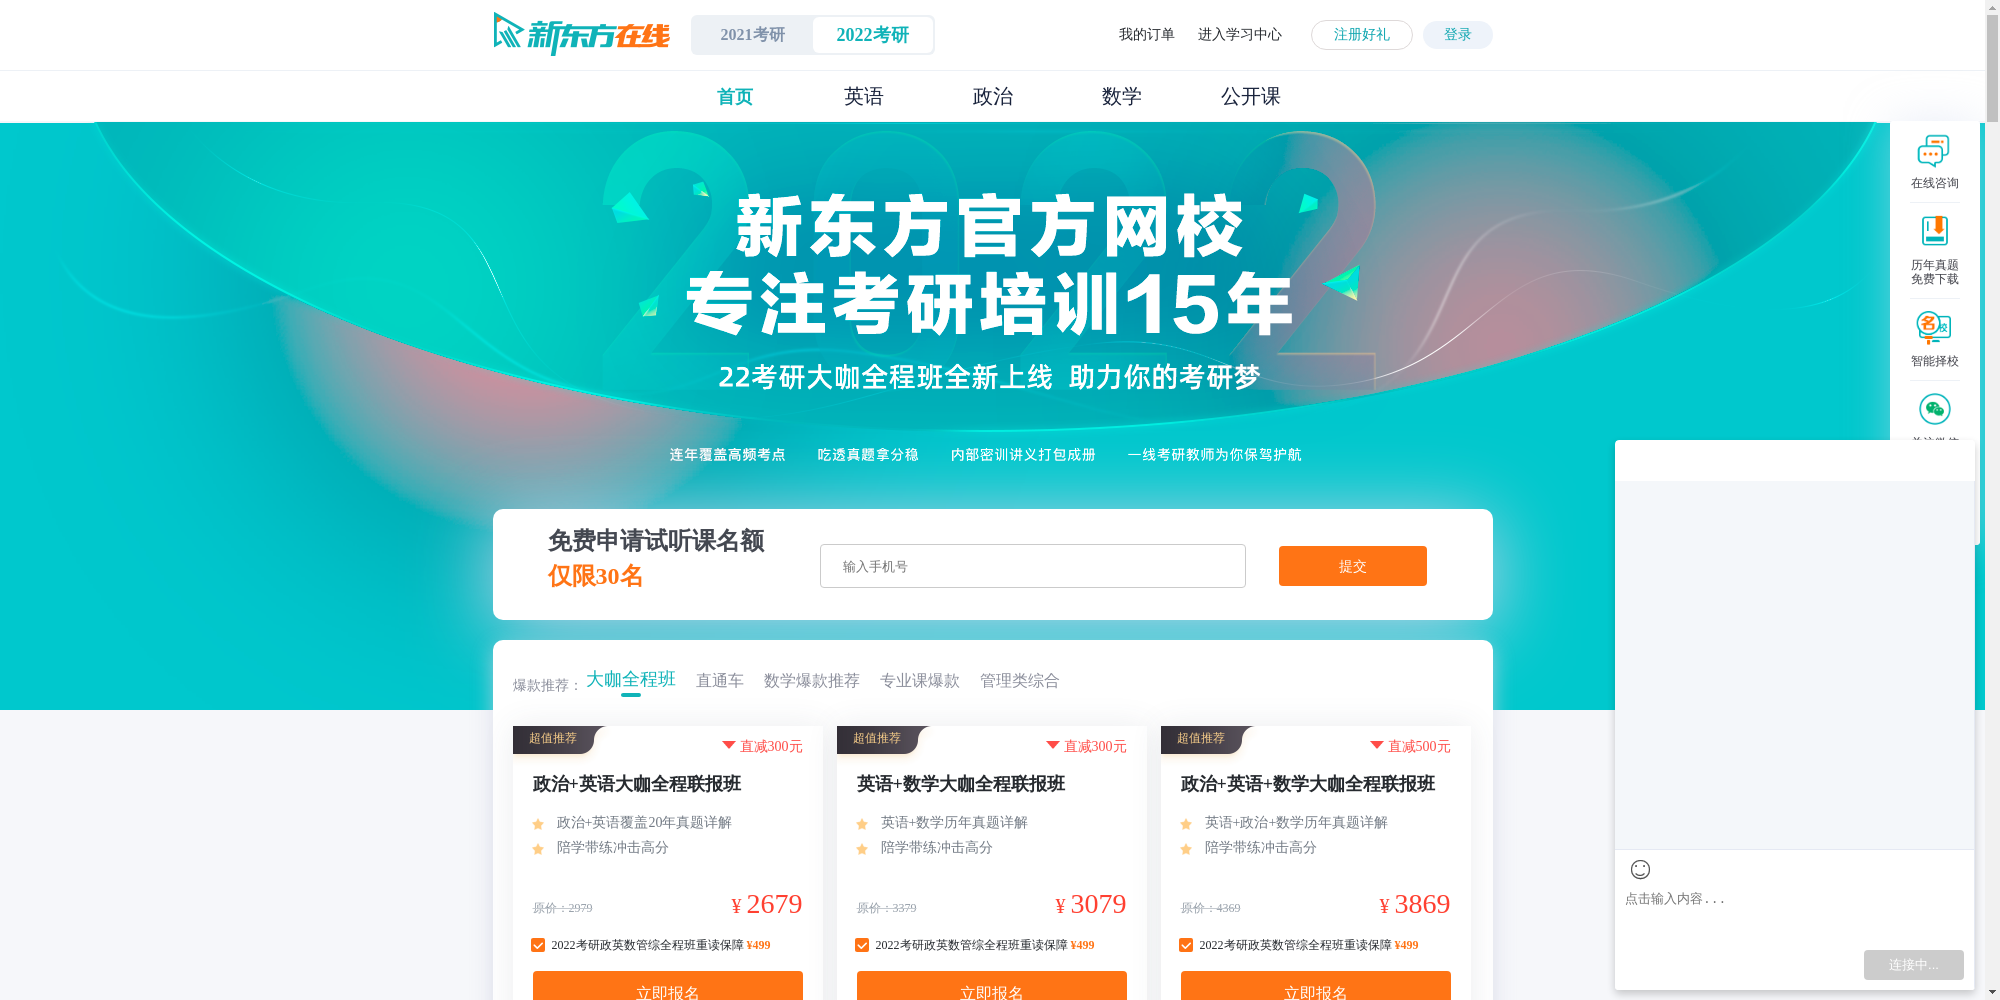 新东方在线
2021考研
2022考研
我的订单
进入学习中心
注册好礼
登录
首页
英语
政治
数学
公开课
2022
新东方官方网校
专注考研培训15年
22考研大咖全程班全新上线 助力你的考研梦
连年覆盖高频考点
吃透真题拿分稳
内部密训讲义打包成册
一线考研教师为你保驾护航
在线咨询
历年真题
免费下载
名
校
智能择校
免费申请试听课名额
仅限30名
输入手机号
提交
爆款推荐：
大咖全程班
直通车
数学爆款推荐
专业课爆款
管理类综合
超值推荐
直减300元
政治+英语大咖全程联报班
政治+英语覆盖20年真题详解
陪学带练冲击高分
原价：2979
¥ 2679
2022考研政英数管综全程班重读保障 ¥499
立即报名
超值推荐
直减300元
英语+数学大咖全程联报班
英语+数学历年真题详解
陪学带练冲击高分
原价：3379
¥ 3079
2022考研政英数管综全程班重读保障 ¥499
立即报名
超值推荐
直减500元
政治+英语+数学大咖全程联报班
英语+政治+数学历年真题详解
陪学带练冲击高分
原价：4369
¥ 3869
2022考研政英数管综全程班重读保障 ¥499
立即报名
点击输入内容...
连接中...